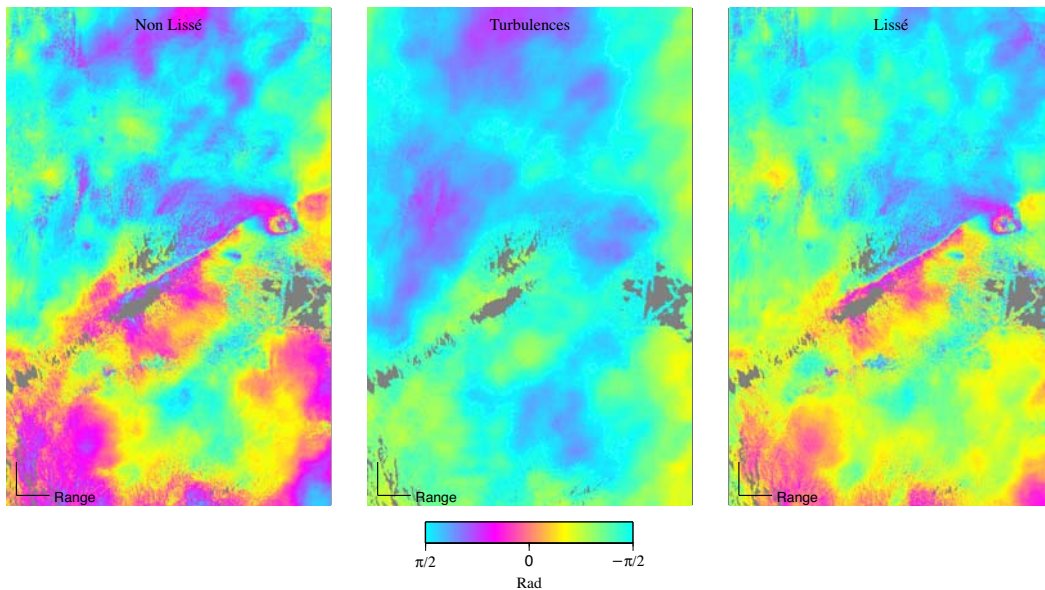 Non Lissé
Turbulences
Lissé
Range
Range
Range
π/2
0
−π/2
Rad